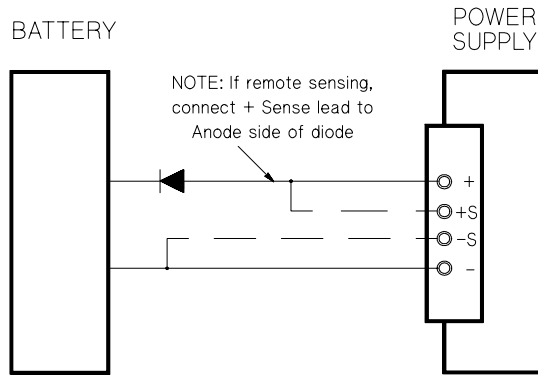 BATTERY
POWER
SUPPLY
NOTE: If remote sensing,
connect + Sense lead to
Anode side of diode
+
+S
-S
-